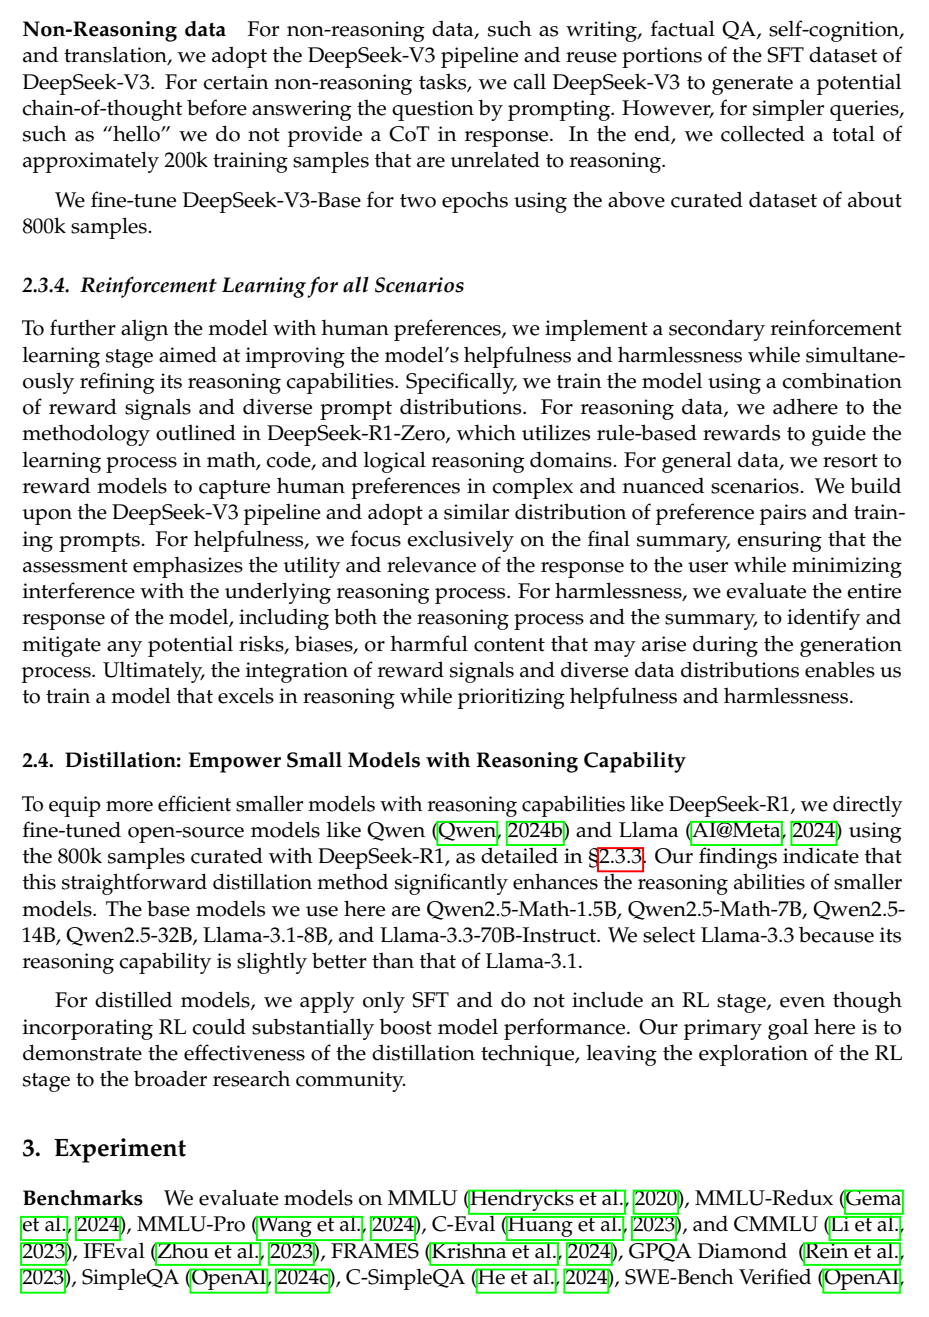 Non-Reasoning data For non-reasoning data, such as writing, factual QA, self-cognition,
and translation, we adopt the DeepSeek-V3 pipeline and reuse portions of the SFT dataset of
DeepSeek-V3. For certain non-reasoning tasks, we call DeepSeek-V3 to generate a potential
chain-of-thought before answering the question by prompting. However, for simpler queries,
such as “hello” we do not provide a CoT in response. In the end, we collected a total of
approximately 200k training samples that are unrelated to reasoning.
We fine-tune DeepSeek-V3-Base for two epochs using the above curated dataset of about
800k samples.
2.3.4. Reinforcement Learning for all Scenarios
To further align the model with human preferences, we implement a secondary reinforcement
learning stage aimed at improving the model’s helpfulness and harmlessness while simultane-
ously refining its reasoning capabilities. Specifically, we train the model using a combination
of reward signals and diverse prompt distributions. For reasoning data, we adhere to the
methodology outlined in DeepSeek-R1-Zero, which utilizes rule-based rewards to guide the
learning process in math, code, and logical reasoning domains. For general data, we resort to
reward models to capture human preferences in complex and nuanced scenarios. We build
upon the DeepSeek-V3 pipeline and adopt a similar distribution of preference pairs and train-
ing prompts. For helpfulness, we focus exclusively on the final summary, ensuring that the
assessment emphasizes the utility and relevance of the response to the user while minimizing
interference with the underlying reasoning process. For harmlessness, we evaluate the entire
response of the model, including both the reasoning process and the summary, to identify and
mitigate any potential risks, biases, or harmful content that may arise during the generation
process. Ultimately, the integration of reward signals and diverse data distributions enables us
to train a model that excels in reasoning while prioritizing helpfulness and harmlessness.
2.4. Distillation: Empower Small Models with Reasoning Capability
To equip more efficient smaller models with reasoning capabilities like DeepSeek-R1, we directly
fine-tuned open-source models like Qwen (Qwen, 2024b) and Llama (AI@Meta, 2024) using
the 800k samples curated with DeepSeek-R1, as detailed in §2.3.3. Our findings indicate that
this straightforward distillation method significantly enhances the reasoning abilities of smaller
models. The base models we use here are Qwen2.5-Math-1.5B, Qwen2.5-Math-7B, Qwen2.5-
14B, Qwen2.5-32B, Llama-3.1-8B, and Llama-3.3-70B-Instruct. We select Llama-3.3 because its
reasoning capability is slightly better than that of Llama-3.1.
For distilled models, we apply only SFT and do not include an RL stage, even though
incorporating RL could substantially boost model performance. Our primary goal here is to
demonstrate the effectiveness of the distillation technique, leaving the exploration of the RL
stage to the broader research community.
3. Experiment
Benchmarks We evaluate models on MMLU (Hendrycks et al., 2020), MMLU-Redux (Gema
et al., 2024), MMLU-Pro (Wang et al., 2024), C-Eval (Huang et al., 2023), and CMMLU (Li et al.,
2023), IFEval (Zhou et al., 2023), FRAMES (Krishna et al., 2024), GPQA Diamond (Rein et al.,
2023), SimpleQA (OpenAI, 2024c), C-SimpleQA (He et al., 2024), SWE-Bench Verified (OpenAI,